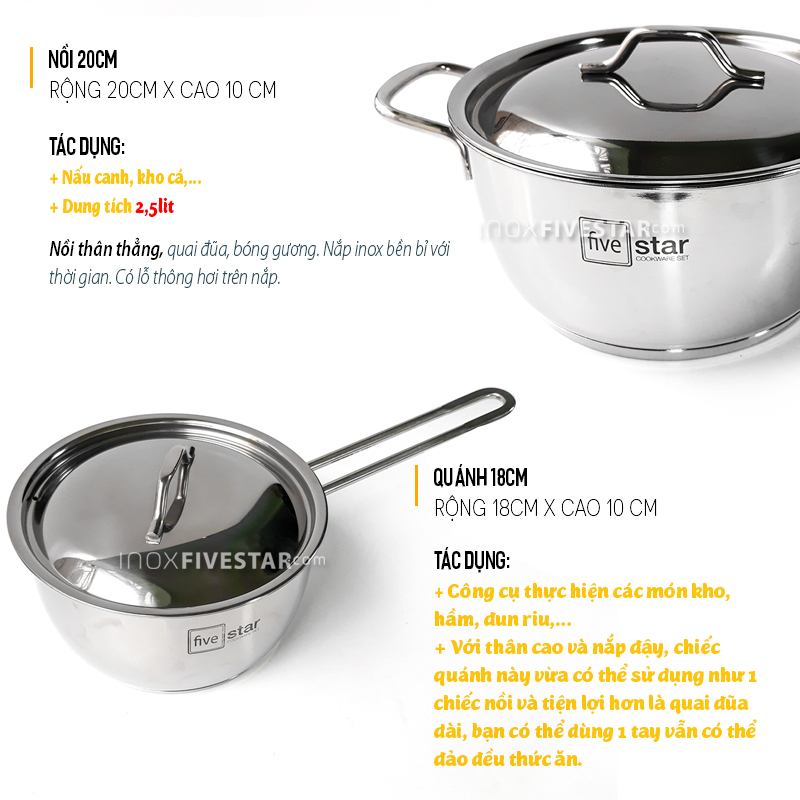 NỒI 20CM
RỘNG 20CM X CAO 10 CM
TÁC DỤNG:
+ Nấu canh, kho cá,...
+ Dung tích 2,5lit
Nồi thân thẳng, quai đũa, bóng gương. Nắp inox bền bỉ với
thời gian. Có lỗ thông hơi trên nắp.
inoxFIVESTAR.com
five star
COOKWARE SET
inoxFIVESTAR.com
five star
QUÁNH 18CM
RỘNG 18CM X CAO 10 CM
TÁC DỤNG:
+ Công cụ thực hiện các món kho,
hầm, đun riu,...
+ Với thân cao và nắp đậy, chiếc
quánh này vừa có thể sử dụng như 1
chiếc nồi và tiện lợi hơn là quai đũa
dài, bạn có thể dùng 1 tay vẫn có thể
đảo đều thức ăn.